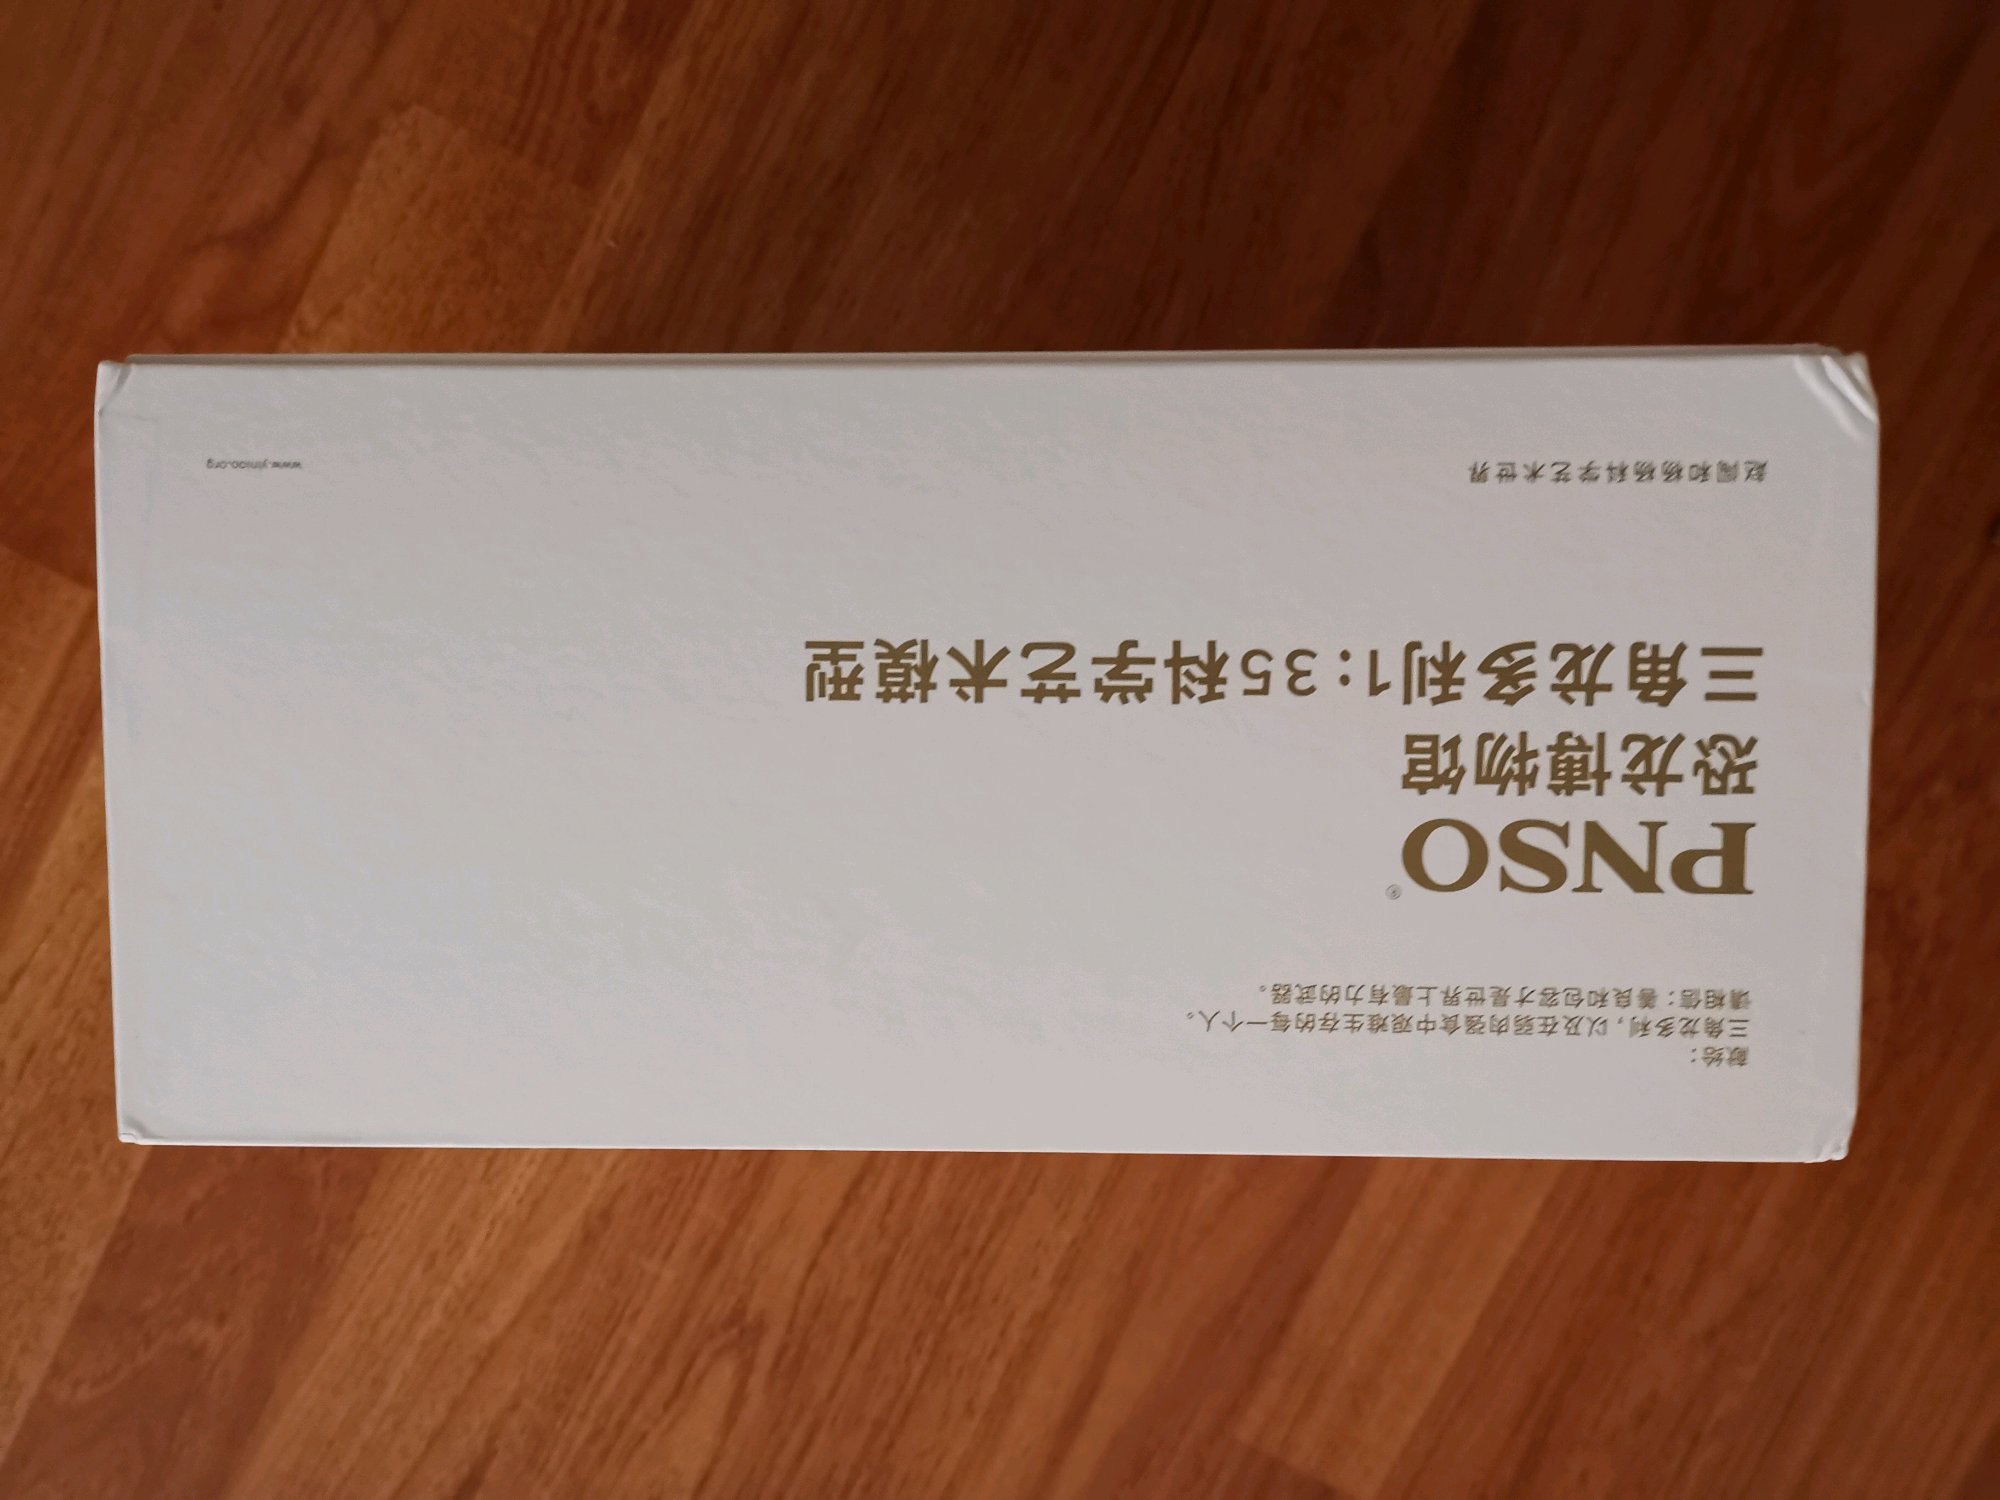 献给：
三角龙多利，以及在弱肉强食中艰难生存的每一个人。
请相信：善良和包容才是世界上最有力的武器。
PNSO®
恐龙博物馆
三角龙多利1:35科学艺术模型
赵闯和杨杨科学艺术世界
www.yiniao.org